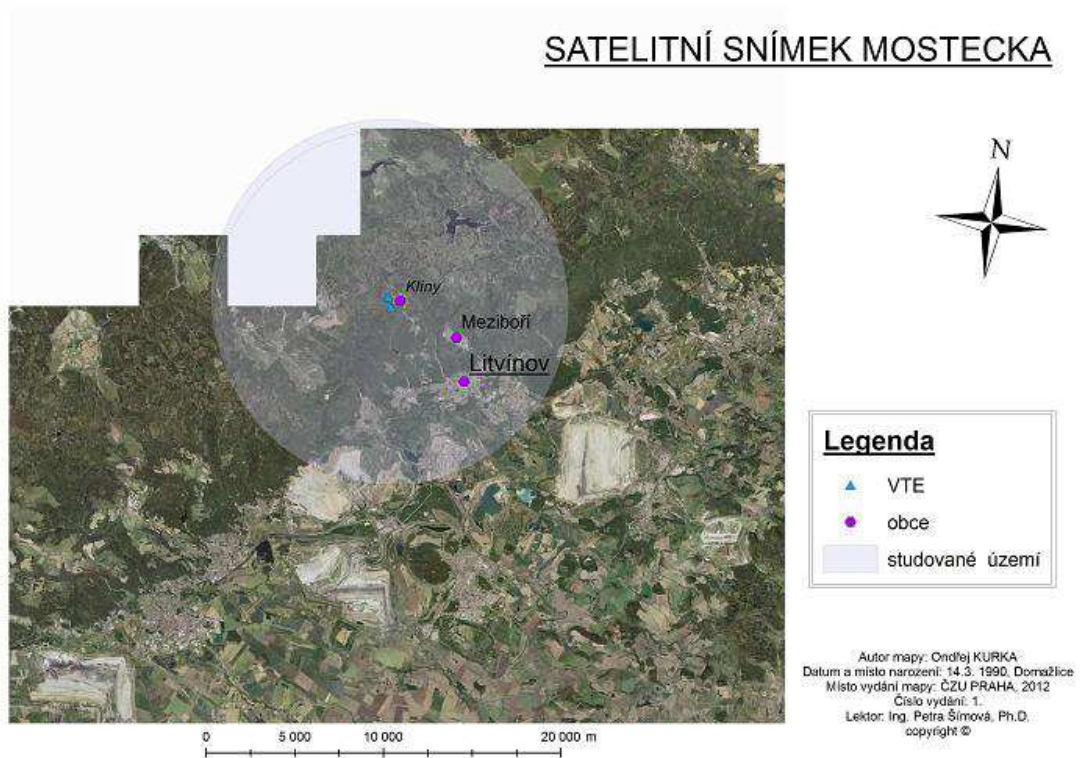 SATELITNÍ SNÍMEK MOSTECKA
N
Klíny
Meziboří
Litvínov
Legenda
VTE
obce
studované území
Autor mapy: Ondřej KURKA
Datum a místo narození: 14.3. 1990, Domažlice
Místo vydání mapy: ČZU PRAHA, 2012
Číslo vydání: 1.
Lektor: Ing. Petra Šímová, Ph.D.
copyright ©
0 5 000 10 000 20 000 m